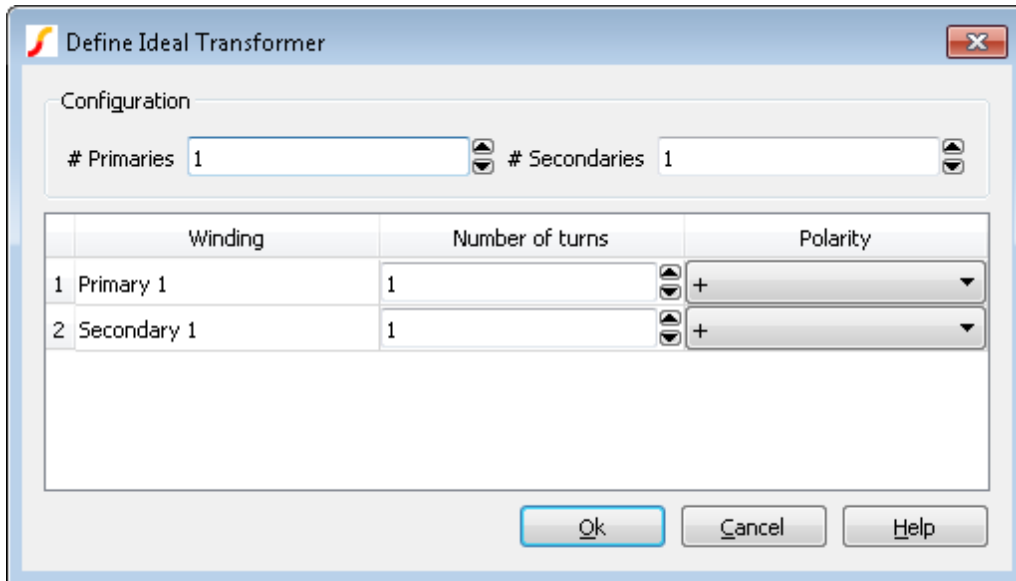 Define Ideal Transformer
Configuration
# Primaries 1 # Secondaries 1
Winding Number of turns Polarity
1 Primary 1 1 +
2 Secondary 1 1 +
Ok Cancel Help